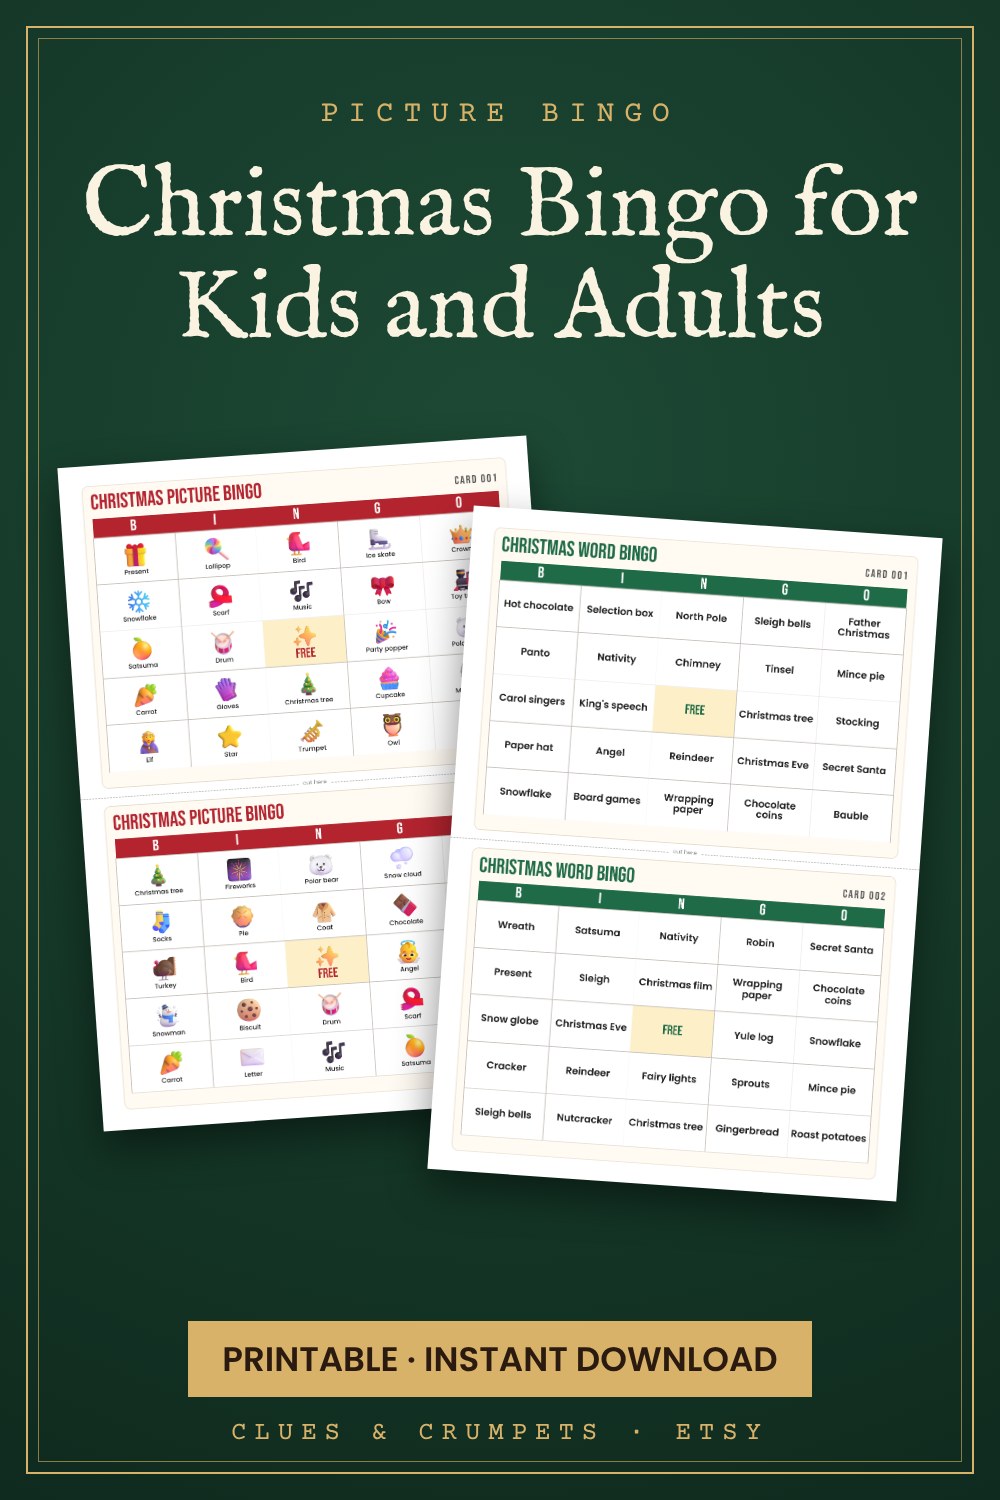 PICTURE BINGO
Christmas Bingo for
Kids and Adults
CHRISTMAS PICTURE BINGO
CARD 001
B I N G O
Present Lollipop Bird Ice skate Crown
Snowflake Scarf Music Bow
Satsuma Drum FREE Party popper
Carrot Gloves Christmas tree Cupcake
Elf Star Trumpet Owl
cut here
CHRISTMAS PICTURE BINGO
B I N G
Christmas tree Fireworks Polar bear Snow cloud
Socks Pie Coat Chocolate
Turkey Bird FREE Angel
Snowman Biscuit Drum Scarf
Carrot Letter Music Satsuma
CHRISTMAS WORD BINGO
CARD 001
B I N G O
Hot chocolate Selection box North Pole Sleigh bells Father Christmas
Panto Nativity Chimney Tinsel Mince pie
Carol singers King's speech FREE Christmas tree Stocking
Paper hat Angel Reindeer Christmas Eve Secret Santa
Snowflake Board games Wrapping paper Chocolate coins Bauble
cut here
CHRISTMAS WORD BINGO
CARD 002
B I N G O
Wreath Satsuma Nativity Robin Secret Santa
Present Sleigh Christmas film Wrapping paper Chocolate coins
Snow globe Christmas Eve FREE Yule log Snowflake
Cracker Reindeer Fairy lights Sprouts Mince pie
Sleigh bells Nutcracker Christmas tree Gingerbread Roast potatoes
PRINTABLE · INSTANT DOWNLOAD
CLUES & CRUMPETS · ETSY